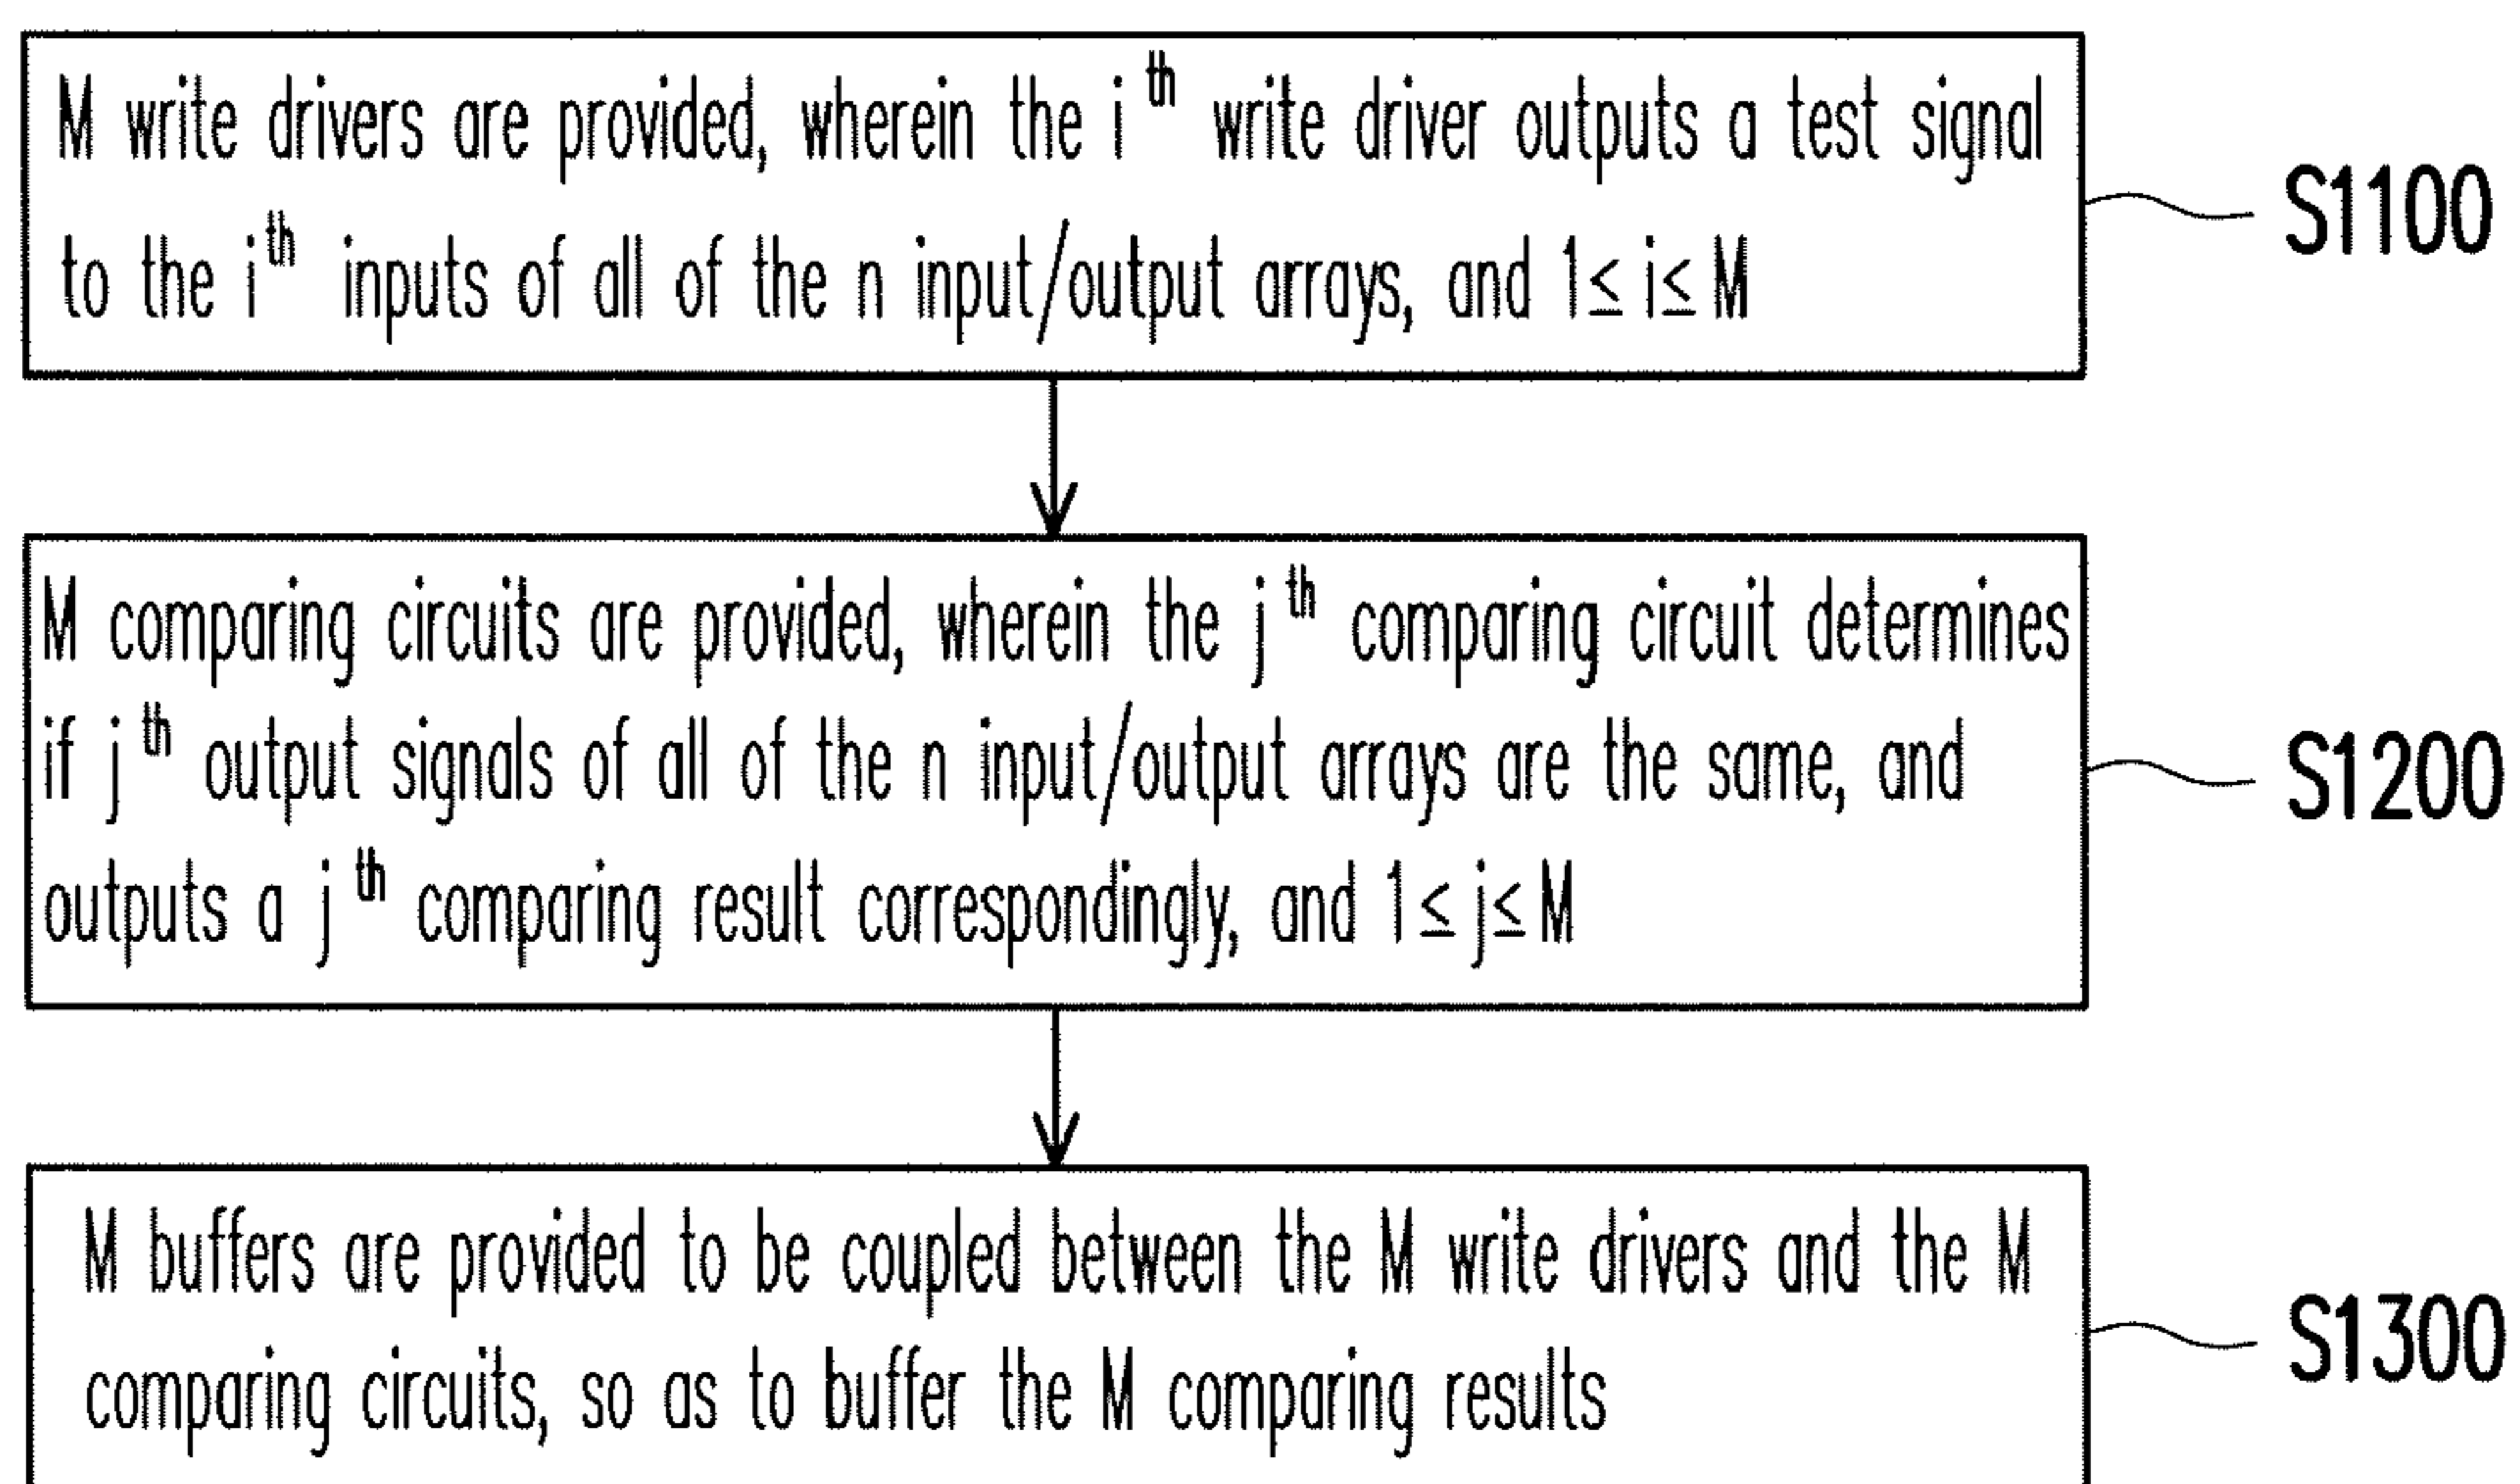 M write drivers are provided, wherein the i th write driver outputs a test signal
to the i th inputs of all of the n input/output arrays, and 1≤ i≤ M
S1100
M comparing circuits are provided, wherein the j th comparing circuit determines
if j th output signals of all of the n input/output arrays are the same, and
outputs a j th comparing result correspondingly, and 1≤ j≤ M
S1200
M buffers are provided to be coupled between the M write drivers and the M
comparing circuits, so as to buffer the M comparing results
S1300